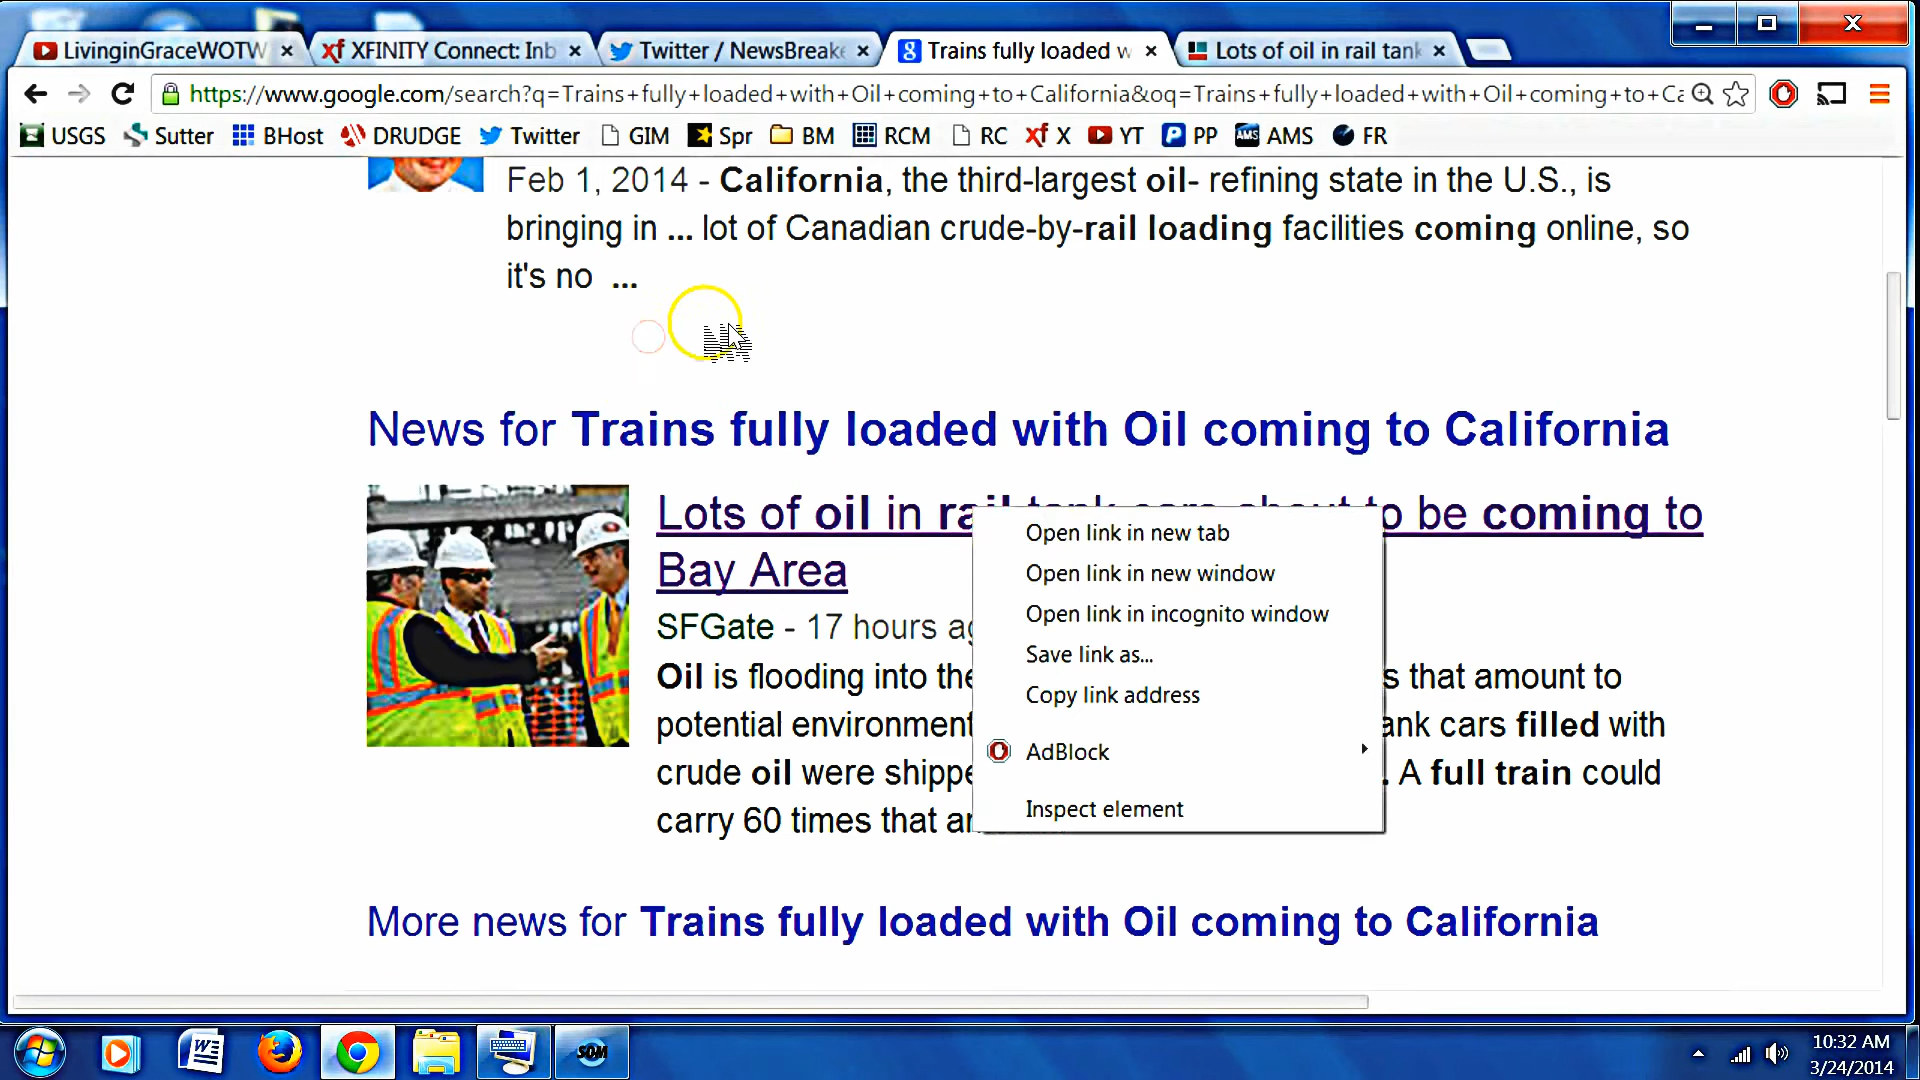 LivinginGraceWOTW
XFINITY Connect: Inb
Twitter / NewsBreake
Trains fully loaded w
Lots of oil in rail tank
https://www.google.com/search?q=Trains+fully+loaded+with+Oil+coming+to+California&oq=Trains+fully+loaded+with+Oil+coming+to+Ca
USGS Sutter BHost DRUDGE Twitter GIM Spr BM RCM RC X YT PP AMS FR
Feb 1, 2014 - California, the third-largest oil- refining state in the U.S., is
bringing in ... lot of Canadian crude-by-rail loading facilities coming online, so
it's no ...
News for Trains fully loaded with Oil coming to California
Lots of oil in rail tank cars about to be coming to
Bay Area
SFGate - 17 hours ag
Oil is flooding into the s that amount to
potential environment ank cars filled with
crude oil were shippe . A full train could
carry 60 times that am
Open link in new tab
Open link in new window
Open link in incognito window
Save link as...
Copy link address
AdBlock
Inspect element
More news for Trains fully loaded with Oil coming to California
SOM
10:32 AM
3/24/2014